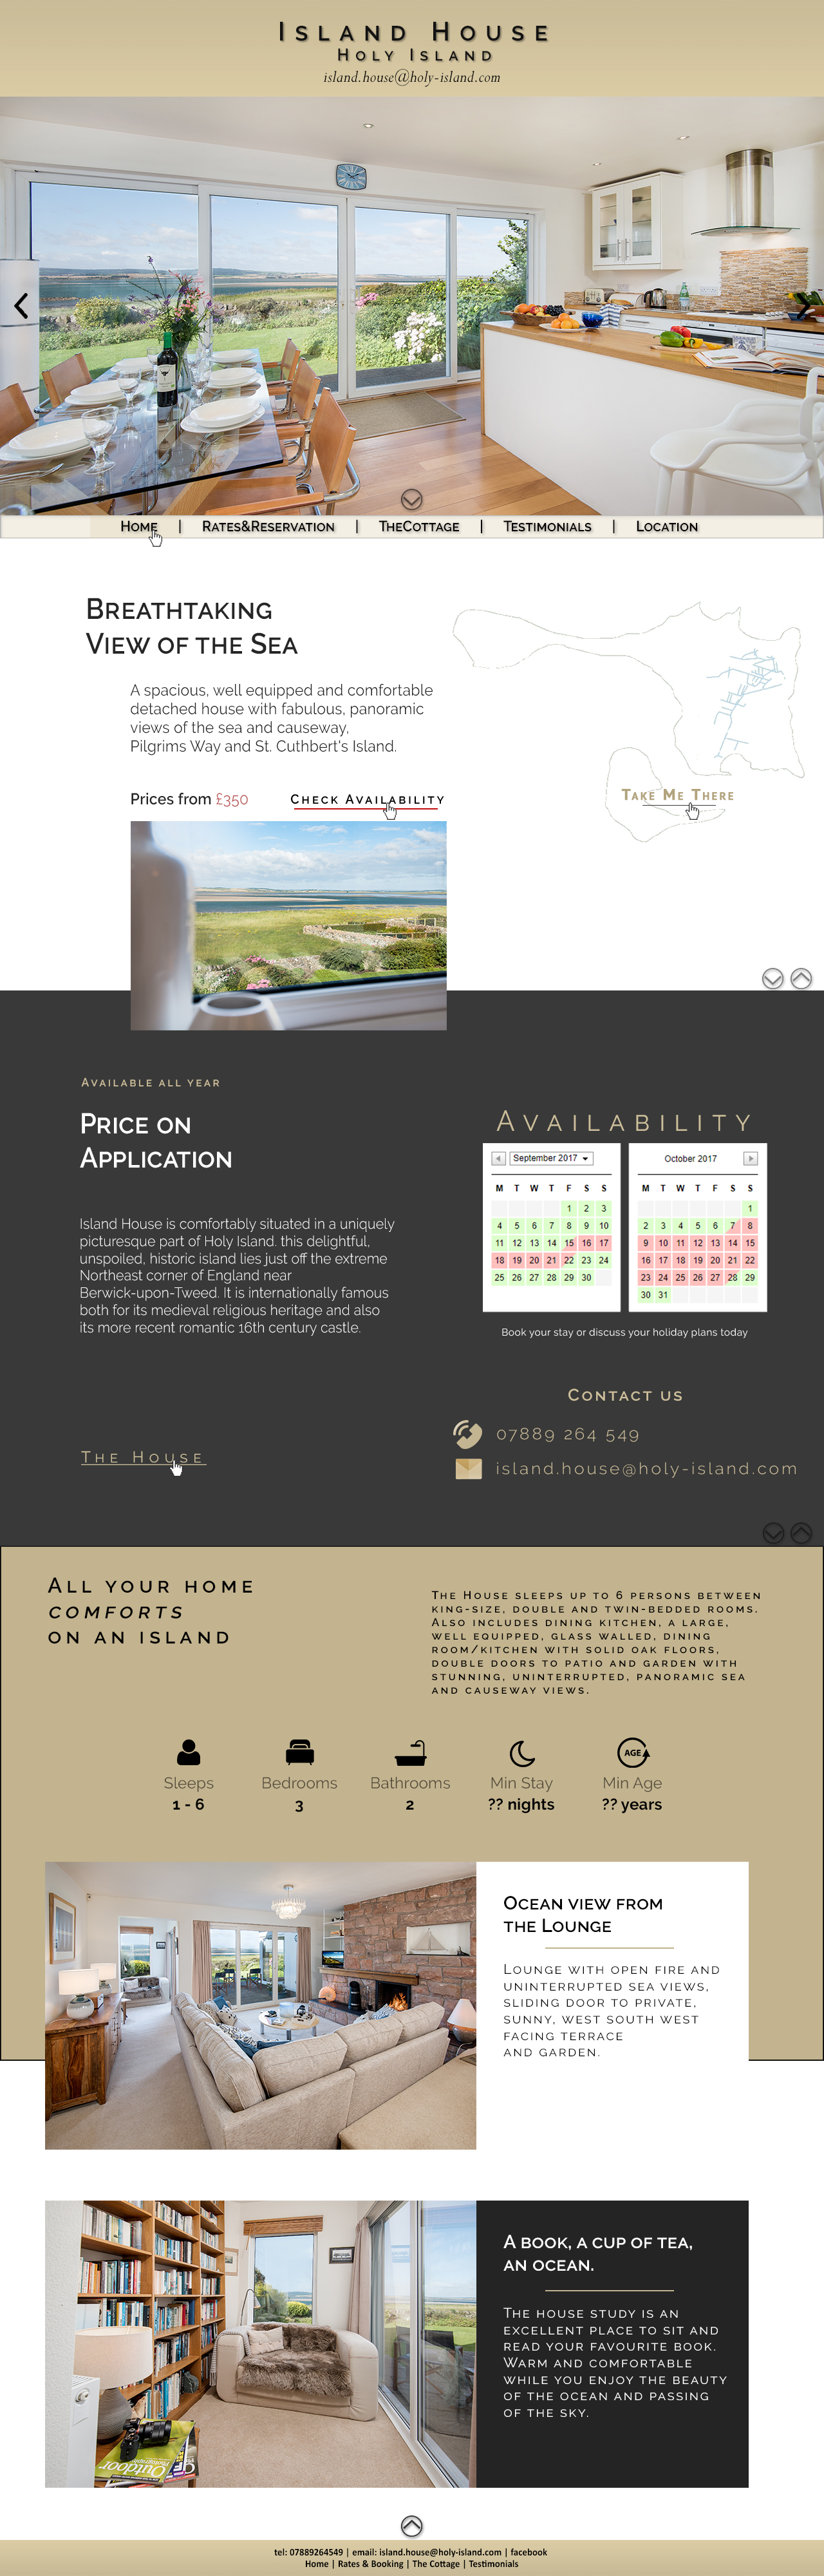 Island House
Holy Island
island.house@holy-island.com
Home | Rates&Reservation | TheCottage | Testimonials | Location
Breathtaking
View of the Sea
A spacious, well equipped and comfortable
detached house with fabulous, panoramic
views of the sea and causeway,
Pilgrims Way and St. Cuthbert's Island.
Prices from £350 Check Availability
Take Me There
Available all year
Price on
Application
Island House is comfortably situated in a uniquely
picturesque part of Holy Island. this delightful,
unspoiled, historic island lies just off the extreme
Northeast corner of England near
Berwick-upon-Tweed. It is internationally famous
both for its medieval religious heritage and also
its more recent romantic 16th century castle.
The House
Availability
September 2017
M T W T F S S
1 2 3
4 5 6 7 8 9 10
11 12 13 14 15 16 17
18 19 20 21 22 23 24
25 26 27 28 29 30
October 2017
M T W T F S S
1
2 3 4 5 6 7 8
9 10 11 12 13 14 15
16 17 18 19 20 21 22
23 24 25 26 27 28 29
30 31
Book your stay or discuss your holiday plans today
Contact us
07889 264 549
island.house@holy-island.com
All your home
comforts
on an island
The House sleeps up to 6 persons between
king-size, double and twin-bedded rooms.
Also includes dining kitchen, a large,
well equipped, glass walled, dining
room/kitchen with solid oak floors,
double doors to patio and garden with
stunning, uninterrupted, panoramic sea
and causeway views.
AGE
Sleeps Bedrooms Bathrooms Min Stay Min Age
1 - 6 3 2 ?? nights ?? years
Ocean view from
the Lounge
Lounge with open fire and
uninterrupted sea views,
sliding door to private,
sunny, west south west
facing terrace
and garden.
A book, a cup of tea,
an ocean.
The house study is an
excellent place to sit and
read your favourite book.
Warm and comfortable
while you enjoy the beauty
of the ocean and passing
of the sky.
Outdoor
tel: 07889264549 | email: island.house@holy-island.com | facebook
Home | Rates & Booking | The Cottage | Testimonials